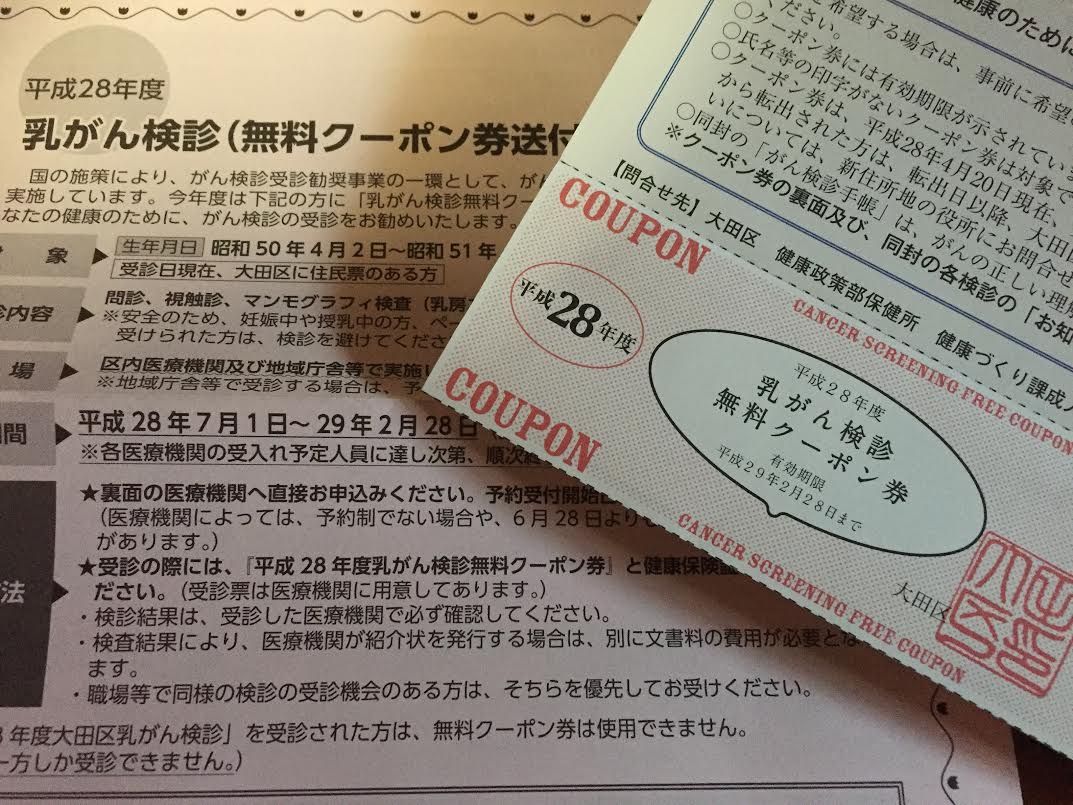 平成28年度
乳がん検診(無料クーポン券送付
国の施策により、がん検診受診勧奨事業の一環として、がん
実施しています。今年度は下記の方に「乳がん検診無料クー
あなたの健康のために、がん検診の受診をお勧めいたします。
象
生年月日 昭和50年4月2日～昭和51年
受診日現在、大田区に住民票のある方
診内容
問診、視触診、マンモグラフィ検査(乳房
※安全のため、妊娠中や授乳中の方、ペー
受けられた方は、検診を避けてくださ
場
区内医療機関及び地域庁舎等で実施し
※地域庁舎等で受診する場合は、予
期間
平成28年7月1日～29年2月28日
※各医療機関の受入れ予定人員に達し次第、順次終
法
★裏面の医療機関へ直接お申込みください。予約受付開始日
(医療機関によっては、予約制でない場合や、6月28日よりも
があります。)
★受診の際には、『平成28年度乳がん検診無料クーポン券』と健康保険証
ださい。(受診票は医療機関に用意してあります。)
・検診結果は、受診した医療機関で必ず確認してください。
・検査結果により、医療機関が紹介状を発行する場合は、別に文書料の費用が必要とな
ます。
・職場等で同様の検診の受診機会のある方は、そちらを優先してお受けください。
8年度大田区乳がん検診」を受診された方は、無料クーポン券は使用できません。
一方しか受診できません。)
健康のために
を希望する場合は、事前に希望の
ください。
○クーポン券には有効期限が示されていま
○氏名等の印字がないクーポン券は対象で
○クーポン券は、平成28年4月20日現在、
から転出された方は、転出日以降、大田区
いについては、新住所地の役所にお問合せ
○同封の「がん検診手帳」は、がんの正しい理解
※クーポン券の裏面及び、同封の各検診の「お知
【問合せ先】大田区 健康政策部保健所 健康づくり課成人
COUPON
CANCER SCREENING FREE COUPON
平成28年度
平成28年度
乳がん検診
無料クーポン券
有効期限
平成29年2月28日まで
COUPON
CANCER SCREENING FREE COUPON
大田区